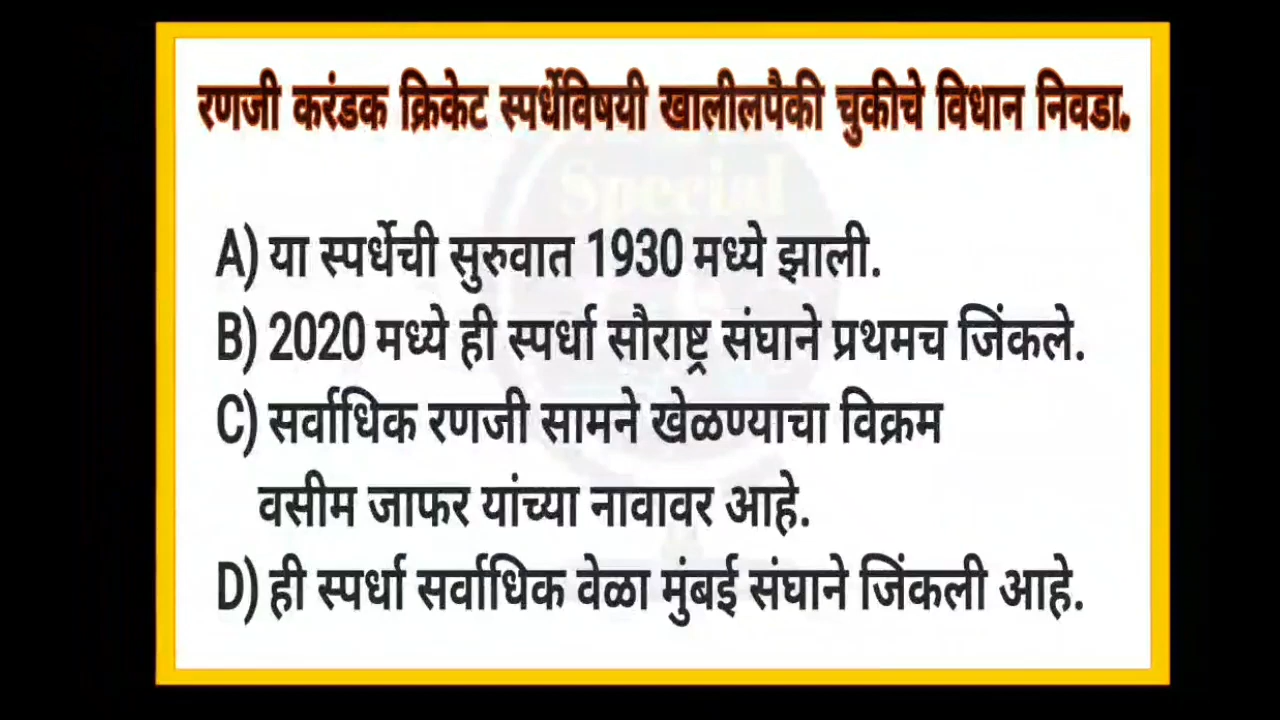 रणजी करंडक क्रिकेट स्पर्धेविषयी खालीलपैकी चुकीचे विधान निवडा.
Special
A) या स्पर्धेची सुरुवात 1930 मध्ये झाली.
B) 2020 मध्ये ही स्पर्धा सौराष्ट्र संघाने प्रथमच जिंकले.
C) सर्वाधिक रणजी सामने खेळण्याचा विक्रम
वसीम जाफर यांच्या नावावर आहे.
D) ही स्पर्धा सर्वाधिक वेळा मुंबई संघाने जिंकली आहे.